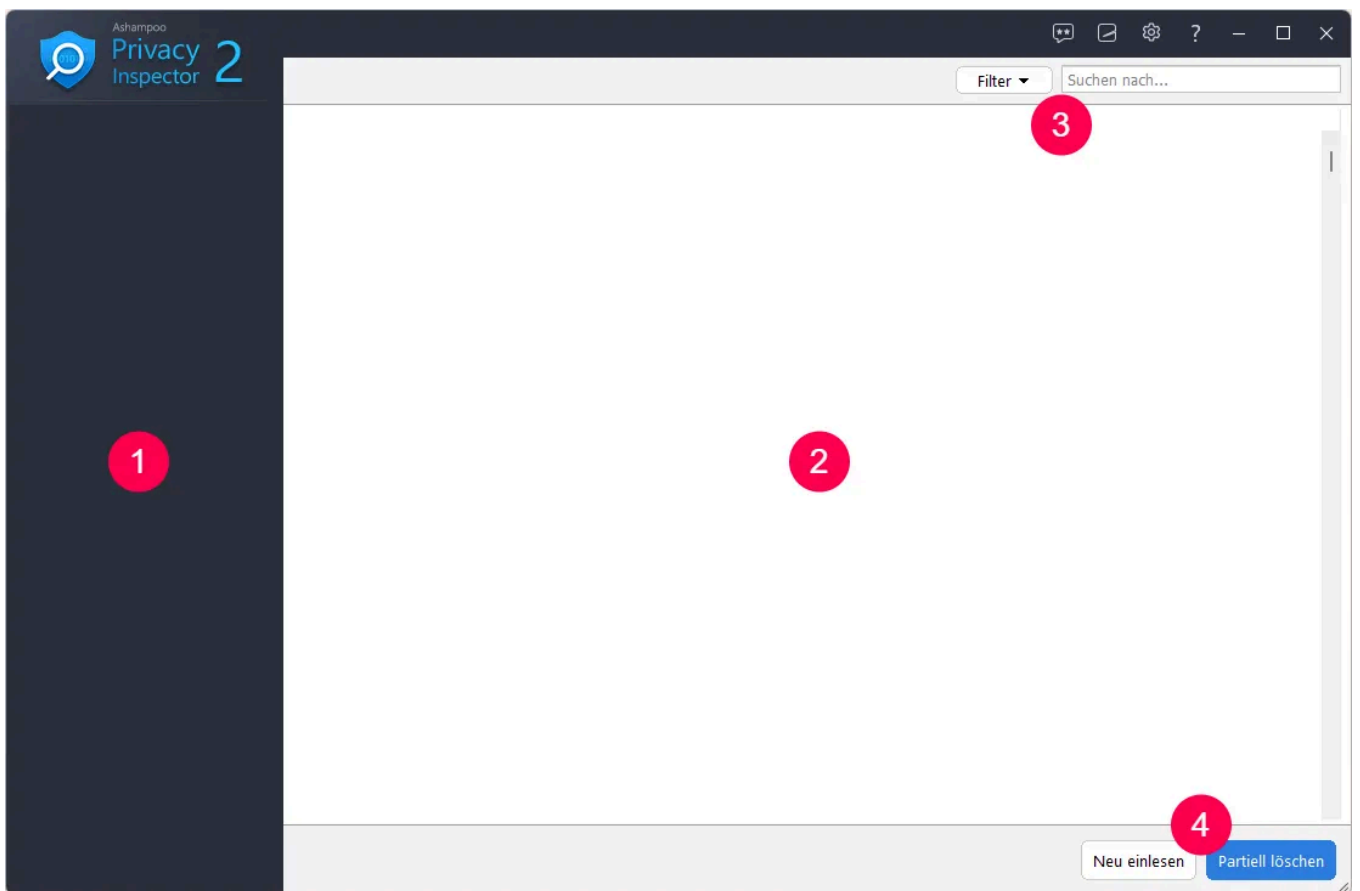 Ashampoo
Privacy
Inspector 2
?
Filter
Suchen nach...
3
1
2
4
Neu einlesen
Partiell löschen